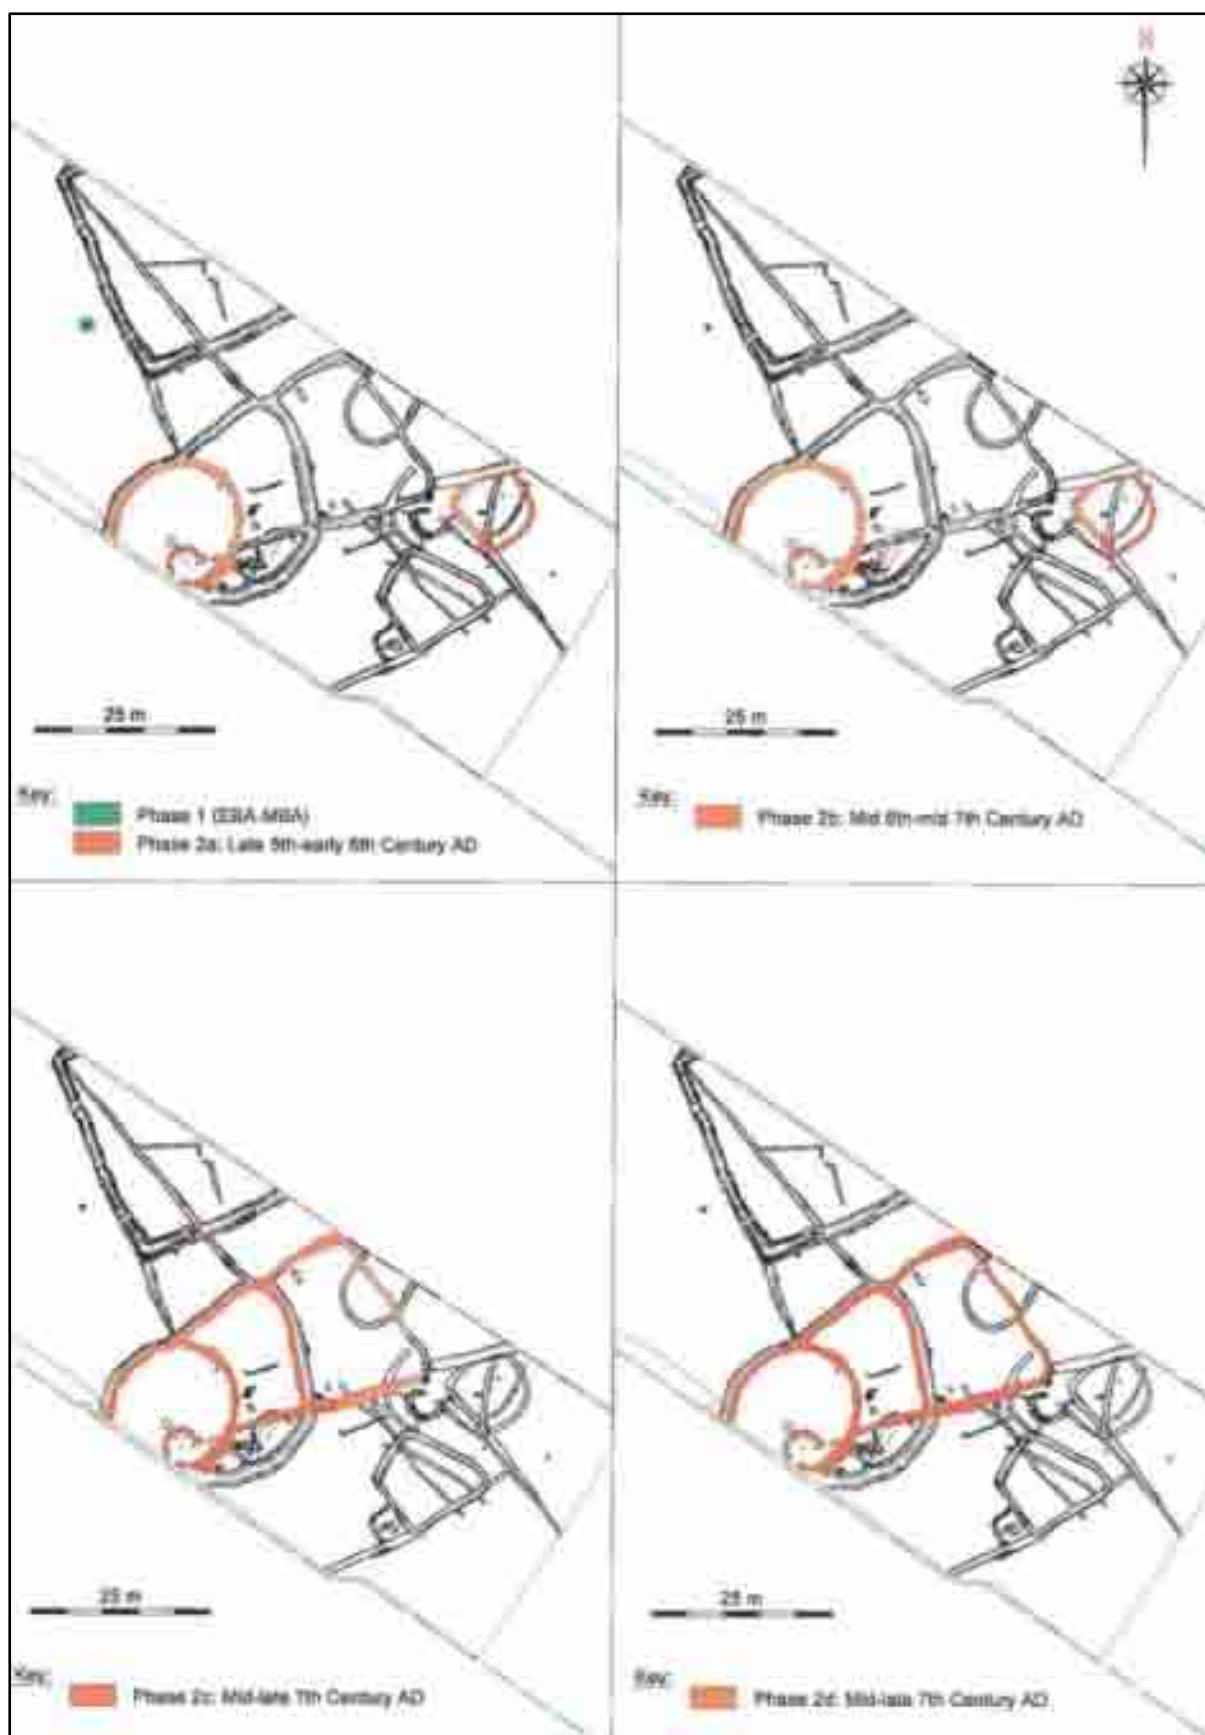 N
25 m
25 m
Key:
Key:
Phase 1 (EBA-MBA)
Phase 2a: Late 5th-early 6th Century AD
Phase 2b: Mid 6th-mid 7th Century AD
25 m
25 m
Key:
Key:
Phase 2c: Mid-late 7th Century AD
Phase 2d: Mid-late 7th Century AD